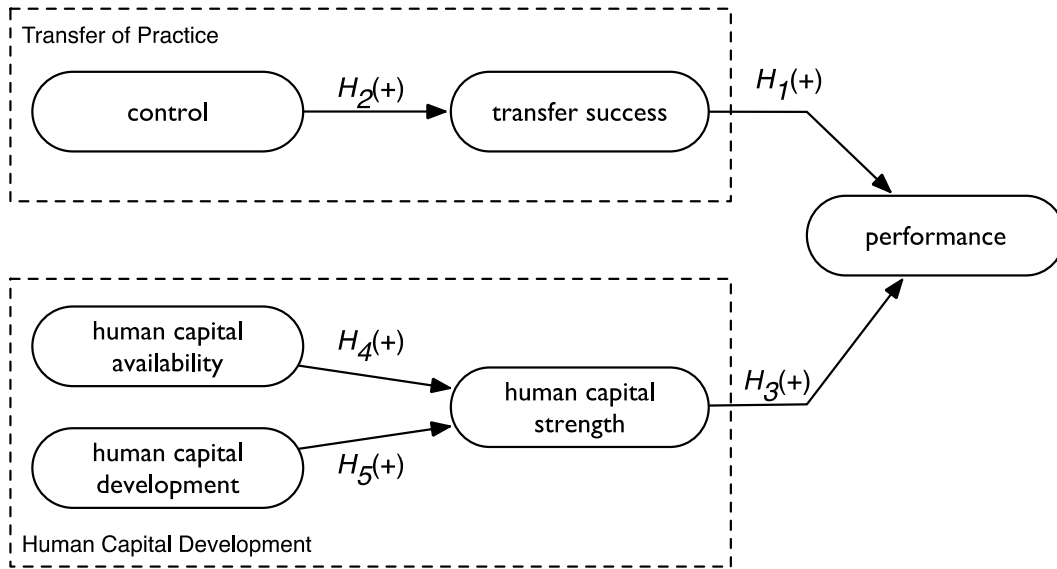 Transfer of Practice
control
H2(+)
transfer success
H1(+)
performance
human capital
availability
H4(+)
human capital
development
H5(+)
human capital
strength
H3(+)
Human Capital Development